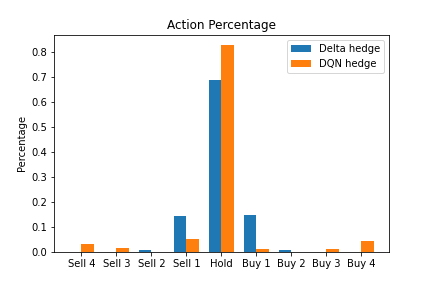 Action Percentage
Delta hedge
DQN hedge
Percentage
0.8
0.7
0.6
0.5
0.4
0.3
0.2
0.1
0.0
Sell 4 Sell 3 Sell 2 Sell 1 Hold Buy 1 Buy 2 Buy 3 Buy 4